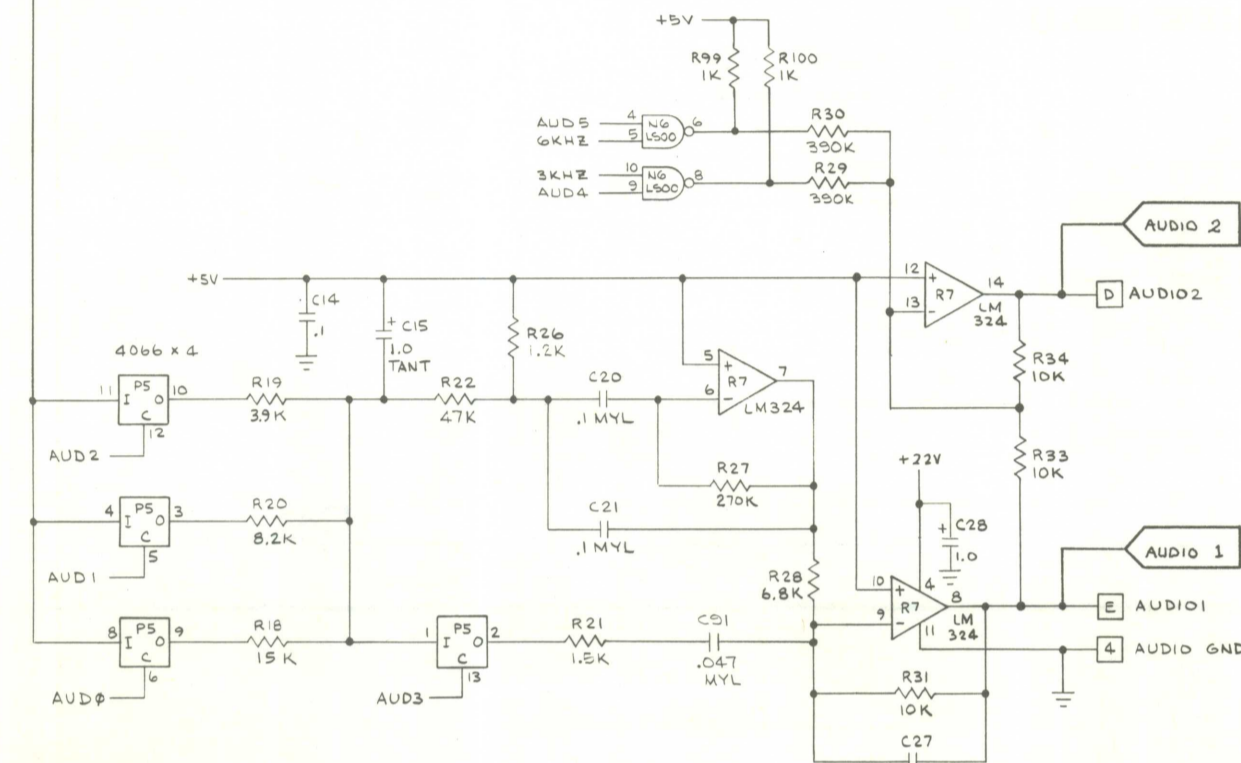 +5V
R99
1K
R100
1K
AUD5
6KHZ
4
5
N6
LS00
6
R30
390K
3KHZ
AUD4
10
9
N6
LS00
8
R29
390K
AUDIO 2
+5V
12
13
+
-
R7
14
LM
324
D
AUDIO2
C14
.1
+
C15
1.0
TANT
R26
1.2K
R34
10K
4066 × 4
5
6
+
-
R7
7
LM324
11
I
P5
O
10
C
12
AUD2
R19
3.9K
R22
47K
C20
.1 MYL
R27
270K
C21
.1 MYL
R33
10K
+22V
+
C28
1.0
AUDIO 1
4
I
P5
O
3
C
5
AUD1
R20
8.2K
R28
6.8K
10
9
+
-
R7
4
8
11
LM
324
E
AUDIO1
4
AUDIO GND
8
I
P5
O
9
C
6
AUDØ
R18
15K
1
I
P5
O
2
C
13
AUD3
R21
1.5K
C91
.047
MYL
R31
10K
C27